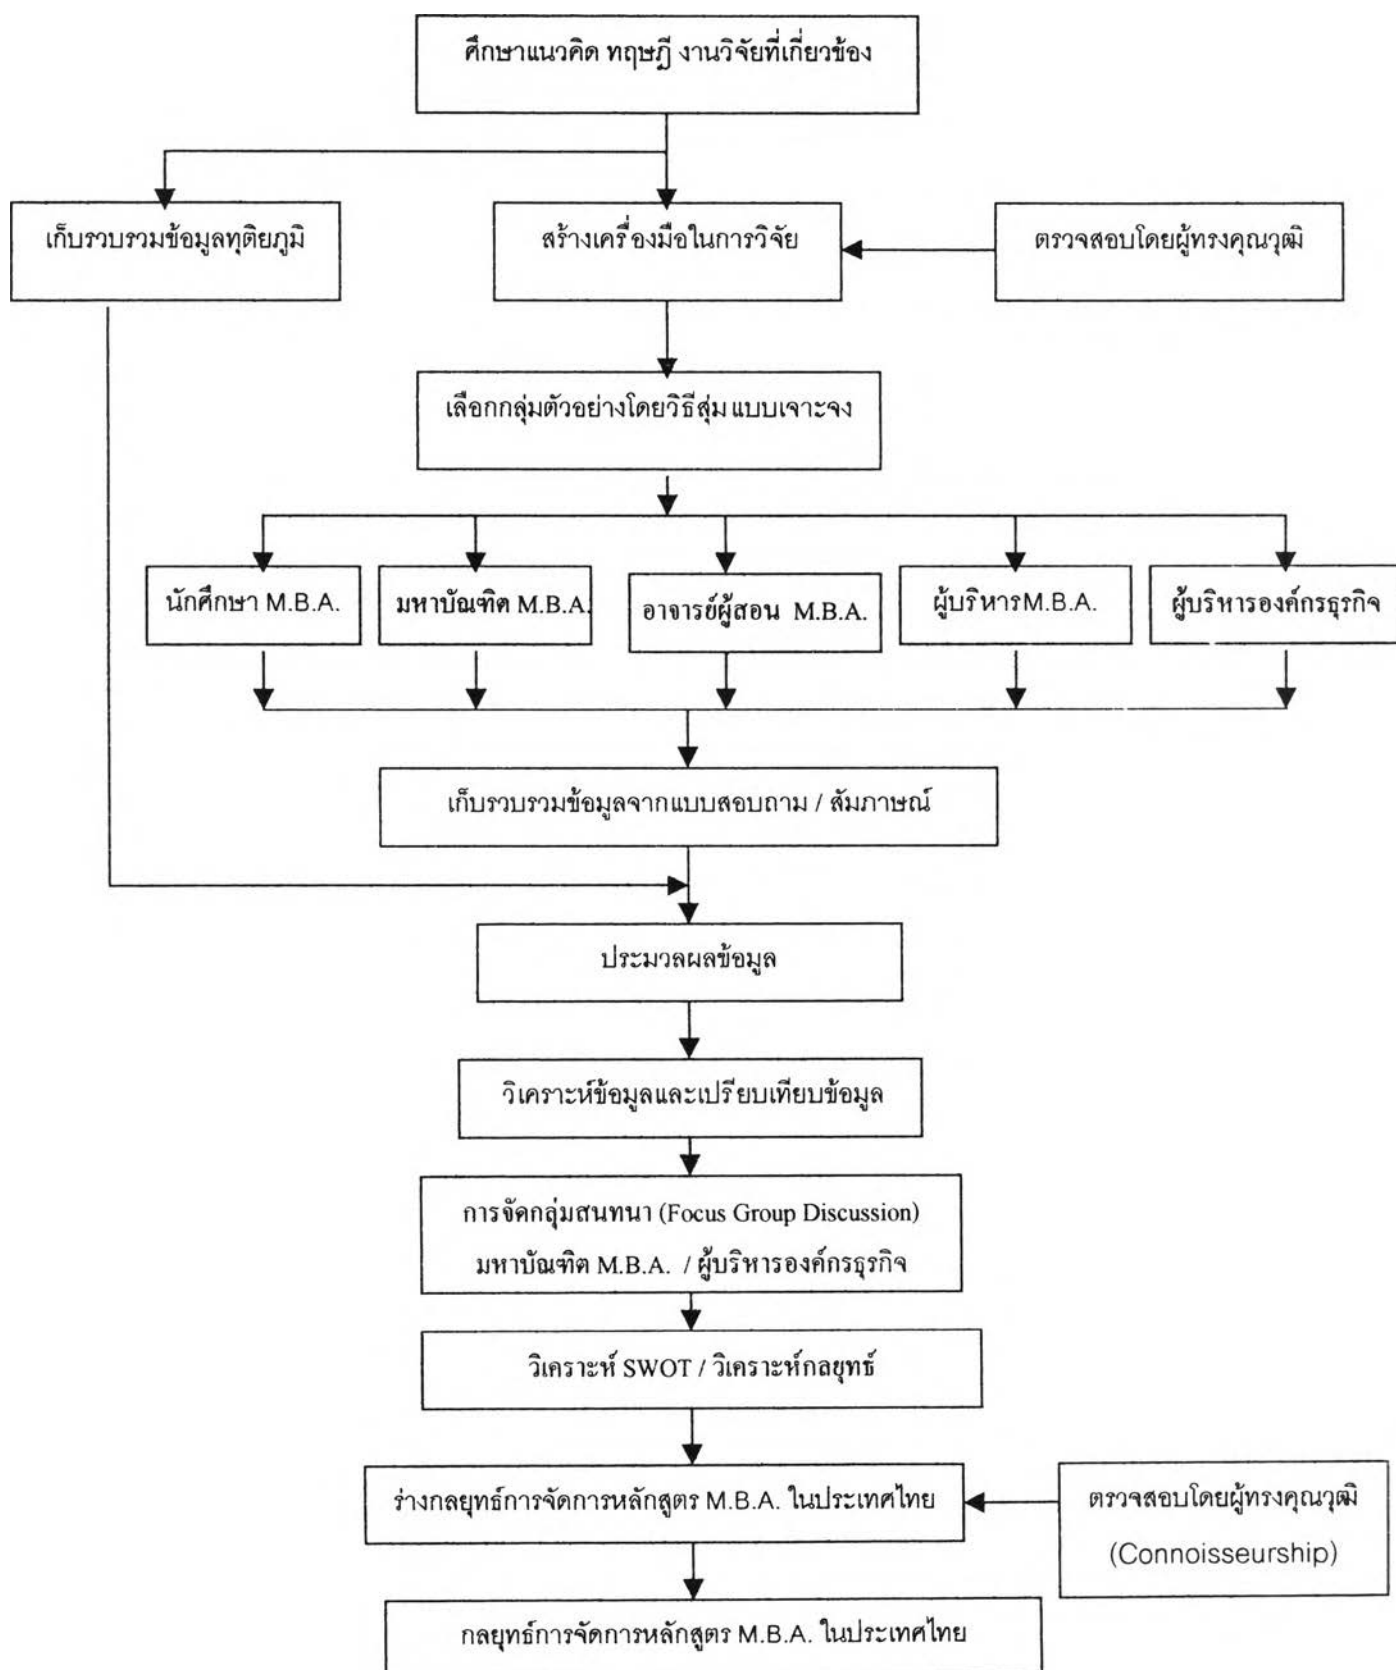 ศึกษาแนวคิด ทฤษฎี งานวิจัยที่เกี่ยวข้อง
เก็บรวบรวมข้อมูลทุติยภูมิ
สร้างเครื่องมือในการวิจัย
ตรวจสอบโดยผู้ทรงคุณวุฒิ
เลือกกลุ่มตัวอย่างโดยวิธีสุ่ม แบบเจาะจง
นักศึกษา M.B.A.
มหาบัณฑิต M.B.A.
อาจารย์ผู้สอน M.B.A.
ผู้บริหารM.B.A.
ผู้บริหารองค์กรธุรกิจ
เก็บรวบรวมข้อมูลจากแบบสอบถาม / สัมภาษณ์
ประมวลผลข้อมูล
วิเคราะห์ข้อมูลและเปรียบเทียบข้อมูล
การจัดกลุ่มสนทนา (Focus Group Discussion)
มหาบัณฑิต M.B.A. / ผู้บริหารองค์กรธุรกิจ
วิเคราะห์ SWOT / วิเคราะห์กลยุทธ์
ร่างกลยุทธ์การจัดการหลักสูตร M.B.A. ในประเทศไทย
ตรวจสอบโดยผู้ทรงคุณวุฒิ
(Connoisseurship)
กลยุทธ์การจัดการหลักสูตร M.B.A. ในประเทศไทย